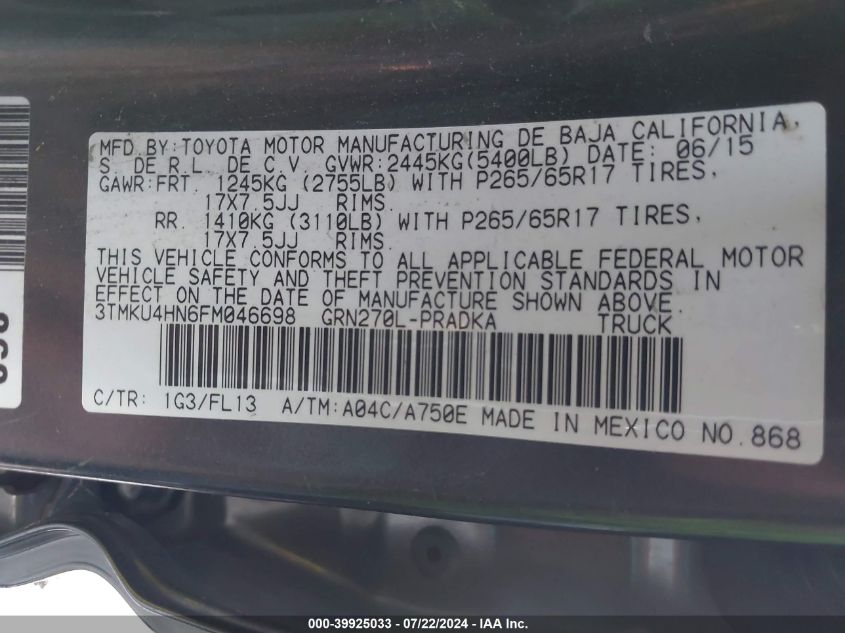 MFD.BY:TOYOTA MOTOR MANUFACTURING DE BAJA CALIFORNIA,
S. DE R.L. DE C.V. GVWR:2445KG(5400LB) DATE: 06/15
GAWR:FRT. 1245KG (2755LB) WITH P265/65R17 TIRES,
17X7.5JJ RIMS.
RR. 1410KG (3110LB) WITH P265/65R17 TIRES,
17X7.5JJ RIMS.
THIS VEHICLE CONFORMS TO ALL APPLICABLE FEDERAL MOTOR
VEHICLE SAFETY AND THEFT PREVENTION STANDARDS IN
EFFECT ON THE DATE OF MANUFACTURE SHOWN ABOVE.
3TMKU4HN6FM046698 GRN270L-PRADKA TRUCK
C/TR: 1G3/FL13 A/TM:A04C/A750E MADE IN MEXICO NO.868
868
000-39925033 - 07/22/2024 - IAA Inc.